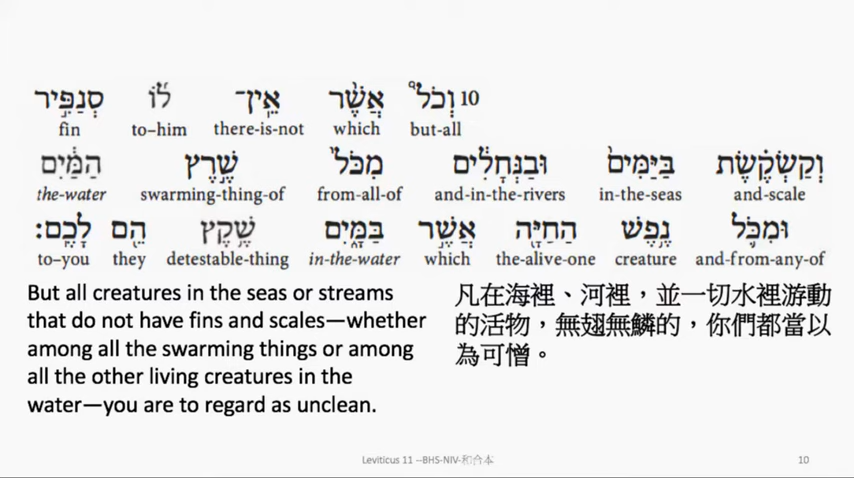 10 וְכֹל֩ אֲשֶׁ֨ר אֵֽין־ ל֜וֹ סְנַפִּ֣יר
but-all which there-is-not to–him fin
וְקַשְׂקֶ֗שֶׂת בַּיַּמִּים֙ וּבַנְּחָלִ֔ים מִכֹּל֙ שֶׁ֣רֶץ הַמַּ֔יִם
and-scale in-the-seas and-in-the-rivers from-all-of swarming-thing-of the-water
וּמִכֹּ֛ל נֶ֥פֶשׁ הַחַיָּ֖ה אֲשֶׁ֣ר בַּמָּ֑יִם שֶׁ֥קֶץ הֵ֖ם לָכֶֽם׃
and-from-any-of creature the-alive-one which in-the-water detestable-thing they to–you
But all creatures in the seas or streams
that do not have fins and scales—whether
among all the swarming things or among
all the other living creatures in the
water—you are to regard as unclean.
凡在海裡、河裡，並一切水裡游動
的活物，無翅無鱗的，你們都當以
為可憎。
Leviticus 11 --BHS-NIV-和合本
10